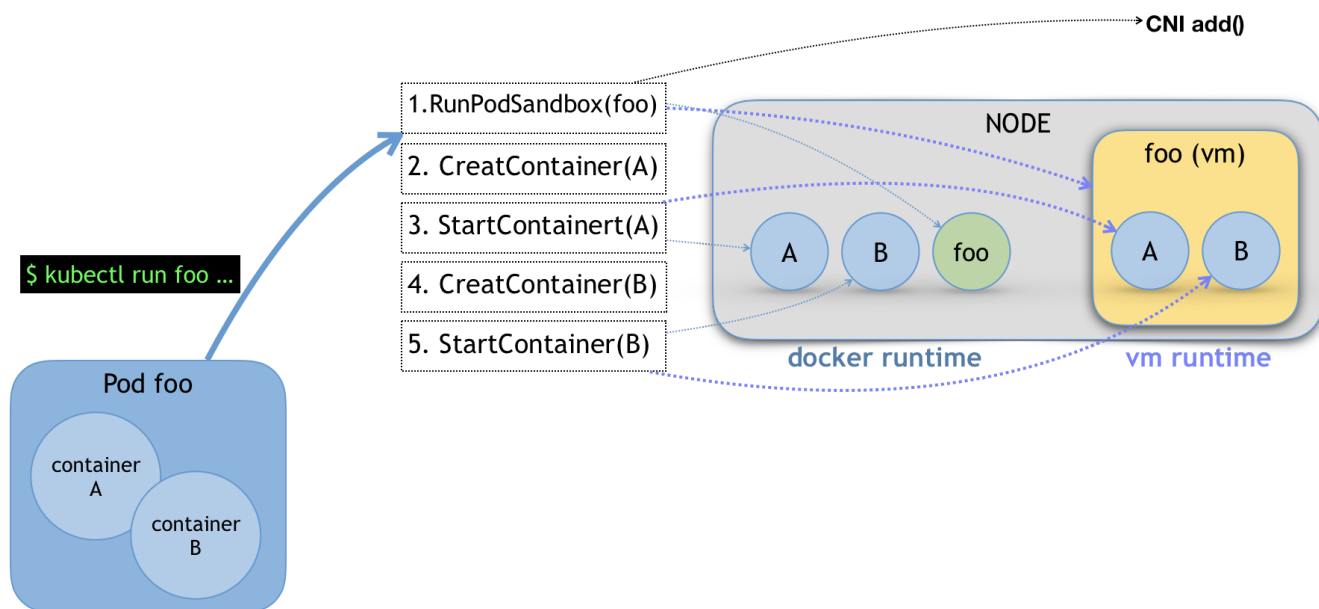 CNI add()
1.RunPodSandbox(foo)
2. CreatContainer(A)
3. StartContainert(A)
4. CreatContainer(B)
5. StartContainer(B)
NODE
foo (vm)
A
B
foo
A
B
docker runtime
vm runtime
$ kubectl run foo …
Pod foo
container
A
container
B